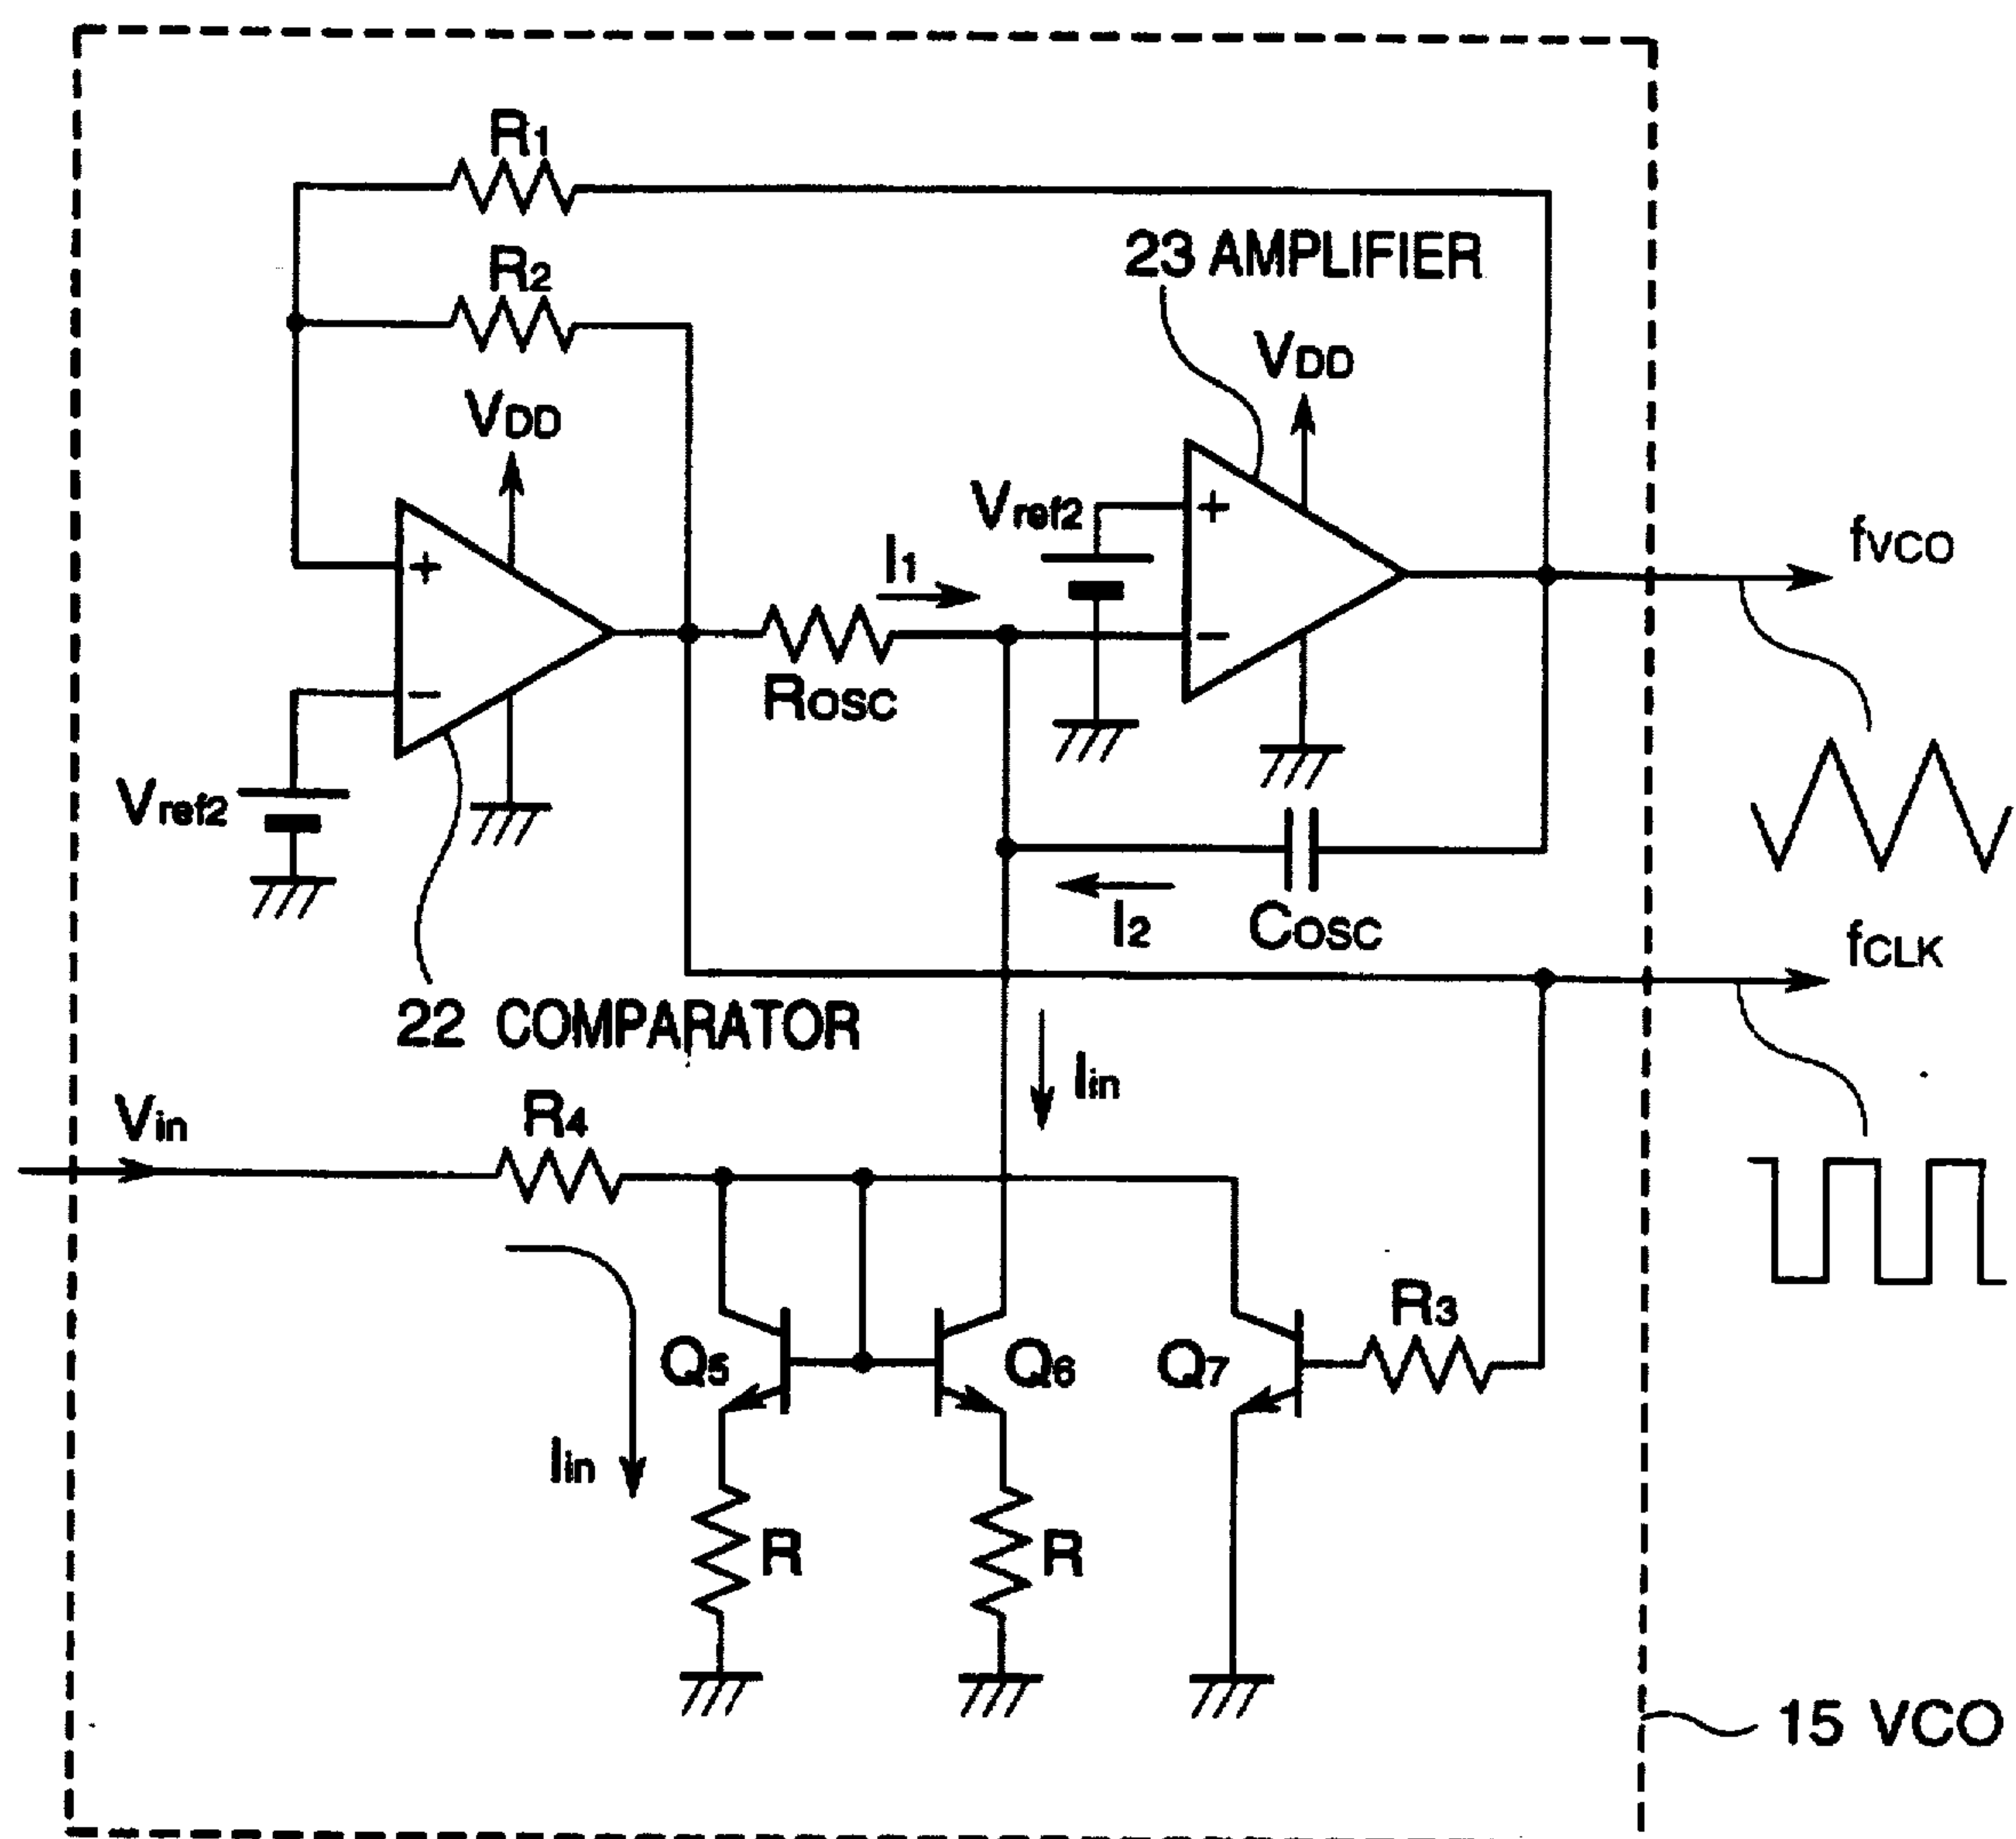 R1
R2
23 AMPLIFIER
VDD
VDD
Vref2
+
+
fVCO
I1
−
ROSC
−
Vref2
I2
COSC
fCLK
22 COMPARATOR
Iin
Vin
R4
R3
Q5
Q6
Q7
Iin
R
R
15 VCO